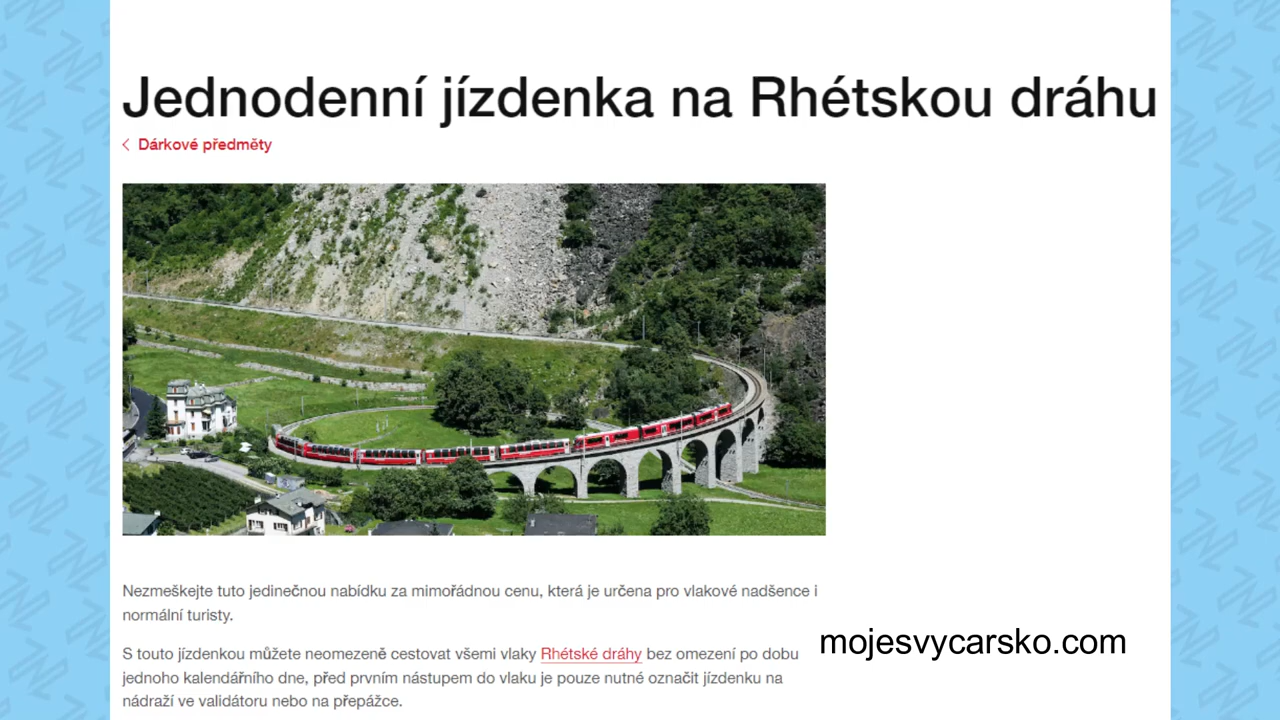 Jednodenní jízdenka na Rhétskou dráhu
Dárkové předměty
Nezmeškejte tuto jedinečnou nabídku za mimořádnou cenu, která je určena pro vlakové nadšence i
normální turisty.
S touto jízdenkou můžete neomezeně cestovat všemi vlaky Rhétské dráhy bez omezení po dobu
jednoho kalendářního dne, před prvním nástupem do vlaku je pouze nutné označit jízdenku na
nádraží ve validátoru nebo na přepážce.
mojesvycarsko.com